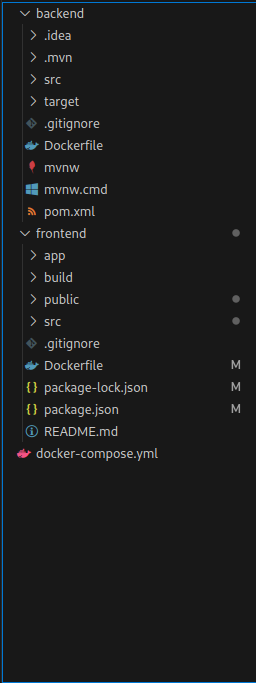 backend
.idea
.mvn
src
target
.gitignore
Dockerfile
mvnw
mvnw.cmd
pom.xml
frontend
app
build
public
src
.gitignore
Dockerfile M
package-lock.json M
package.json M
README.md
docker-compose.yml